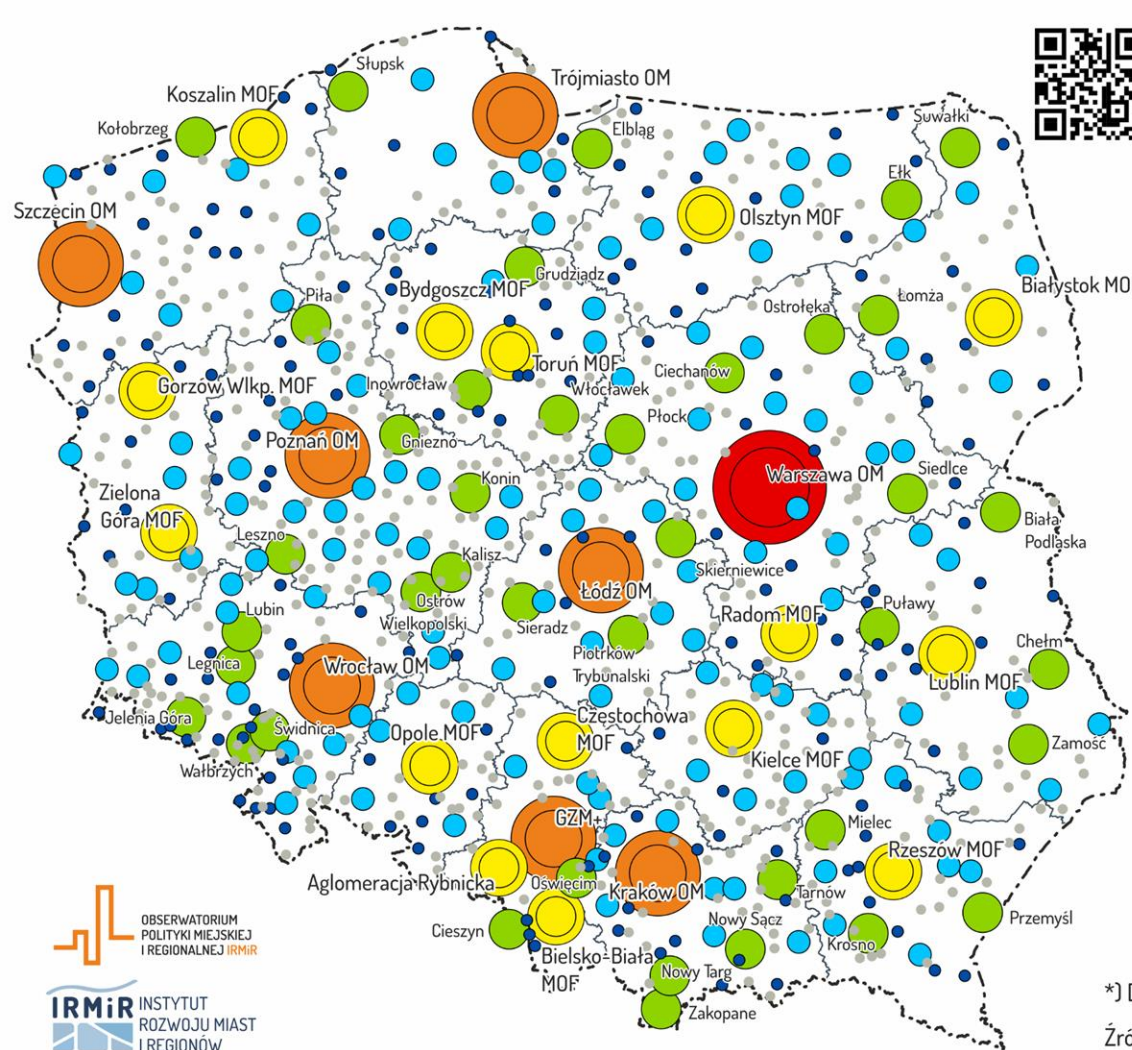 Słupsk
Trójmiasto OM
Koszalin MOF
Kołobrzeg
Elbląg
Suwałki
Ełk
Szczecin OM
Olsztyn MOF
Grudziądz
Białystok MO
Bydgoszcz MOF
Piła
Ostrołęka
Łomża
Toruń MOF
Ciechanów
Gorzów Wlkp. MOF
Inowrocław
Włocławek
Płock
Poznań OM
Gniezno
Warszawa OM
Siedlce
Konin
Zielona
Góra MOF
Biała
Podlaska
Leszno
Kalisz
Skierniewice
Łódź OM
Ostrów
Wielkopolski
Puławy
Lubin
Sieradz
Radom MOF
Chełm
Piotrków
Trybunalski
Legnica
Wrocław OM
Lublin MOF
Jelenia Góra
Częstochowa
MOF
Świdnica
Opole MOF
Zamość
Kielce MOF
Wałbrzych
GZM+
Mielec
Rzeszów MOF
Aglomeracja Rybnicka
Oświęcim
Kraków OM
Tarnów
Przemyśl
Cieszyn
Nowy Sącz
Krosno
Bielsko-Biała
MOF
Nowy Targ
Zakopane
OBSERWATORIUM
POLITYKI MIEJSKIEJ
I REGIONALNEJ IRMiR
IRMiR INSTYTUT
ROZWOJU MIAST
I REGIONÓW
*)
Źró